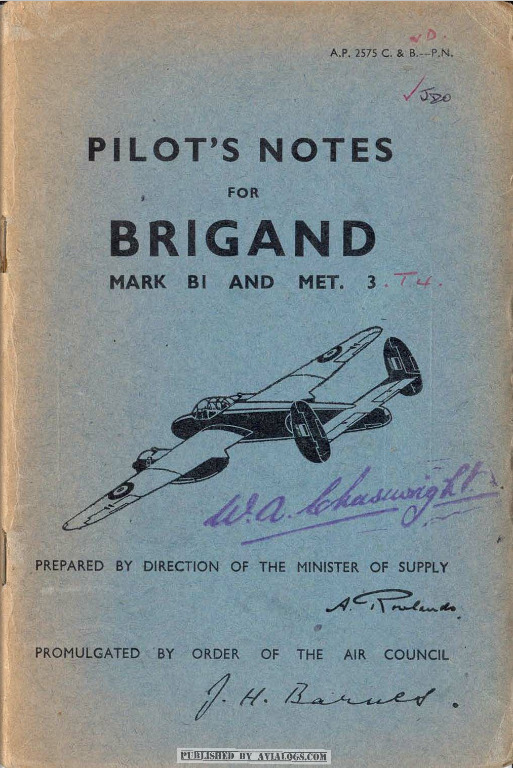 & D.
A.P. 2575 C. & B.—P.N.
PILOT'S NOTES
FOR
BRIGAND
MARK BI AND MET. 3. T4.
W.A.
PREPARED BY DIRECTION OF THE MINISTER OF SUPPLY
A. Rowlands.
PROMULGATED BY ORDER OF THE AIR COUNCIL
J. H. Barnes.
PUBLISHED BY AVIALOGS.COM